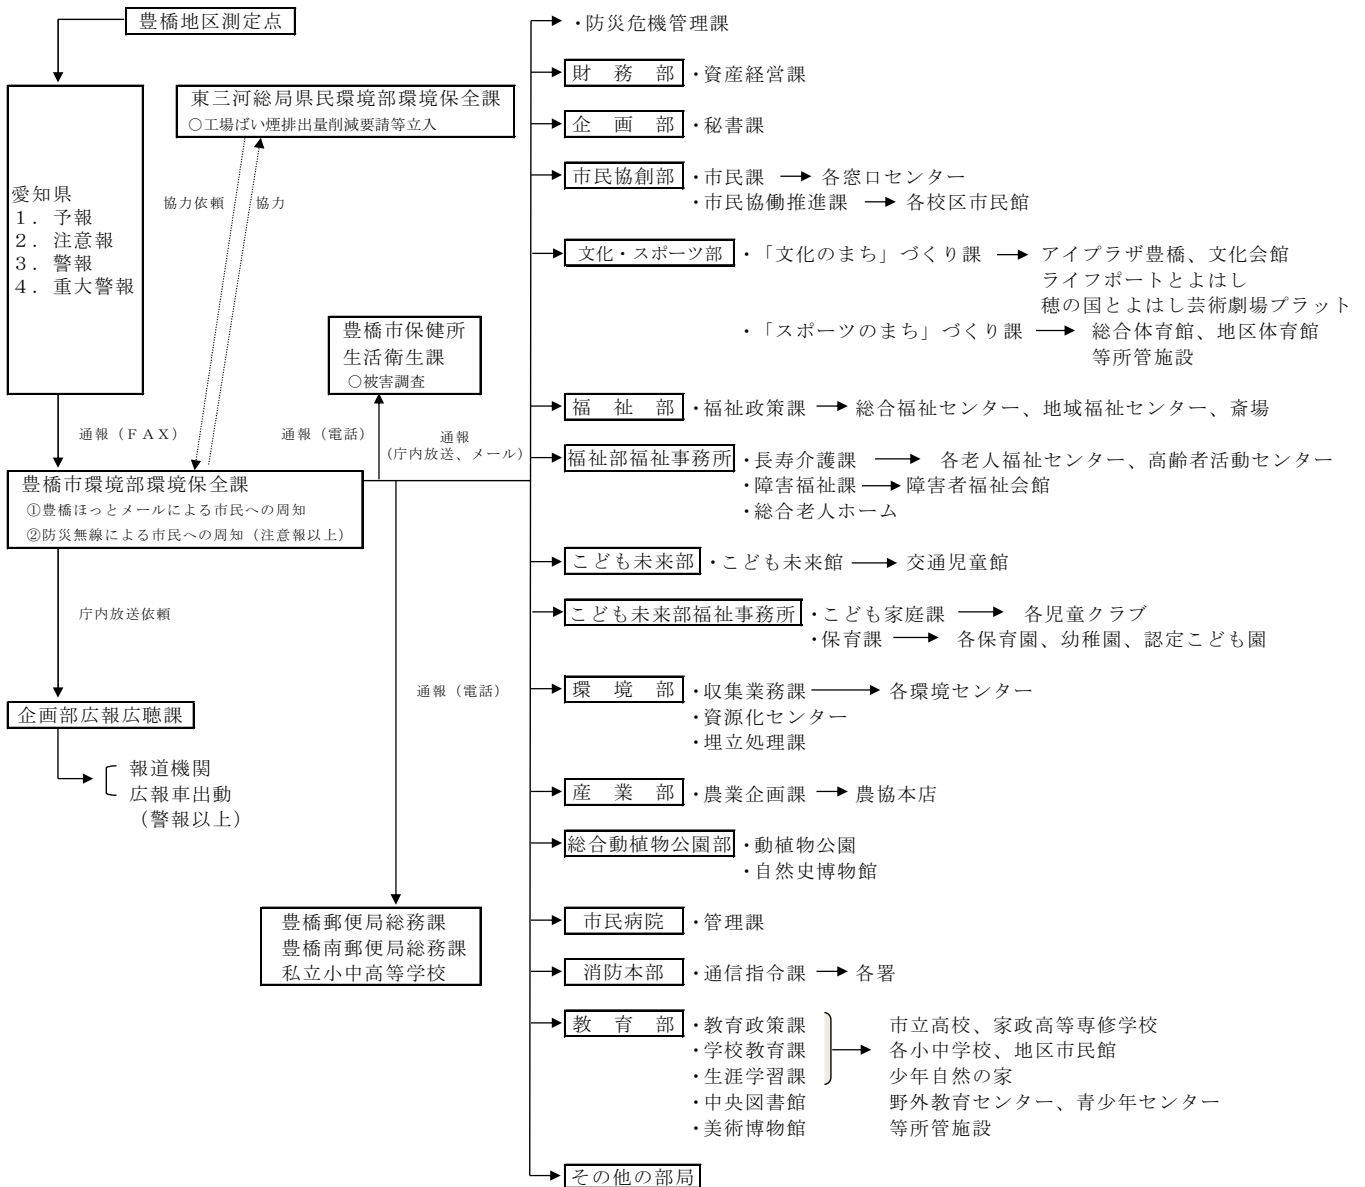 豊橋地区測定点
愛知県
１．予報
２．注意報
３．警報
４．重大警報
東三河総局県民環境部環境保全課
○工場ばい煙排出量削減要請等立入
協力依頼
協力
豊橋市保健所
生活衛生課
○被害調査
通報（ＦＡＸ）
通報（電話）
通報
（庁内放送、メール）
豊橋市環境部環境保全課
①豊橋ほっとメールによる市民への周知
②防災無線による市民への周知（注意報以上）
庁内放送依頼
企画部広報広聴課
報道機関
広報車出動
（警報以上）
通報（電話）
豊橋郵便局総務課
豊橋南郵便局総務課
私立小中高等学校
・防災危機管理課
財　務　部 ・資産経営課
企　画　部 ・秘書課
市民協創部 ・市民課 → 各窓口センター
・市民協働推進課 → 各校区市民館
文化・スポーツ部 ・「文化のまち」づくり課 → アイプラザ豊橋、文化会館
ライフポートとよはし
穂の国とよはし芸術劇場プラット
・「スポーツのまち」づくり課 → 総合体育館、地区体育館
等所管施設
福　祉　部 ・福祉政策課 → 総合福祉センター、地域福祉センター、斎場
福祉部福祉事務所 ・長寿介護課 → 各老人福祉センター、高齢者活動センター
・障害福祉課 → 障害者福祉会館
・総合老人ホーム
こども未来部 ・こども未来館 → 交通児童館
こども未来部福祉事務所 ・こども家庭課 → 各児童クラブ
・保育課 → 各保育園、幼稚園、認定こども園
環　境　部 ・収集業務課 → 各環境センター
・資源化センター
・埋立処理課
産　業　部 ・農業企画課 → 農協本店
総合動植物公園部 ・動植物公園
・自然史博物館
市民病院 ・管理課
消防本部 ・通信指令課 → 各署
教　育　部 ・教育政策課 市立高校、家政高等専修学校
・学校教育課 → 各小中学校、地区市民館
・生涯学習課 少年自然の家
・中央図書館 野外教育センター、青少年センター
・美術博物館 等所管施設
その他の部局